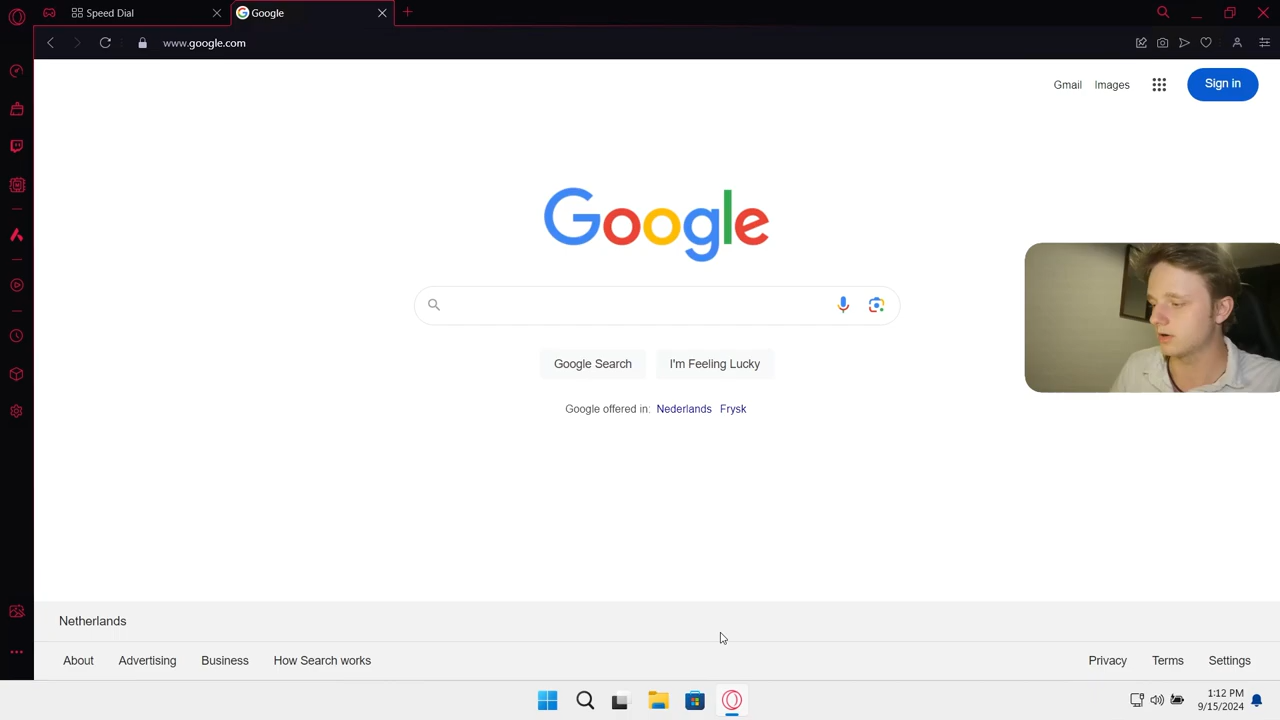 Speed Dial
Google
www.google.com
Gmail
Images
Sign in
Google
Google Search
I'm Feeling Lucky
Google offered in: Nederlands Frysk
Netherlands
About
Advertising
Business
How Search works
Privacy
Terms
Settings
1:12 PM
9/15/2024